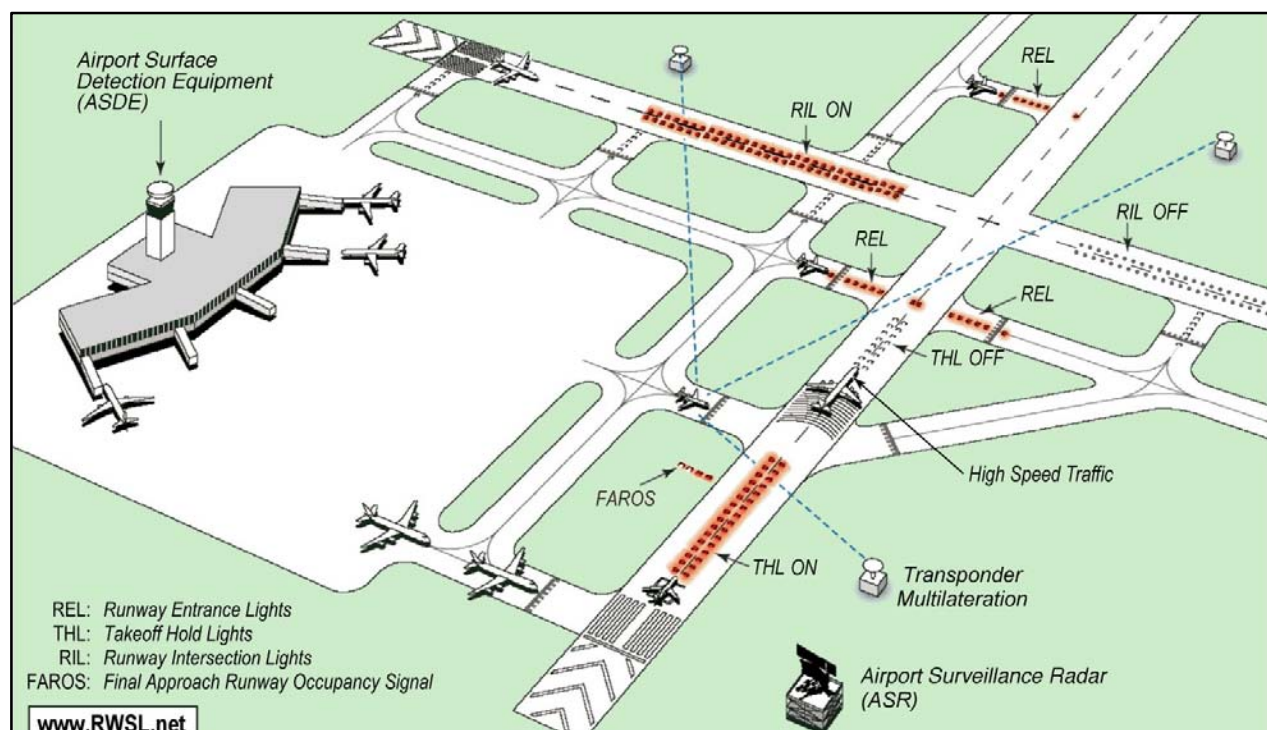 Airport Surface
Detection Equipment
(ASDE)
REL
RIL ON
RIL OFF
REL
REL
THL OFF
High Speed Traffic
FAROS
THL ON
Transponder
Multilateration
REL: Runway Entrance Lights
THL: Takeoff Hold Lights
RIL: Runway Intersection Lights
FAROS: Final Approach Runway Occupancy Signal
Airport Surveillance Radar
(ASR)
www.RWSL.net